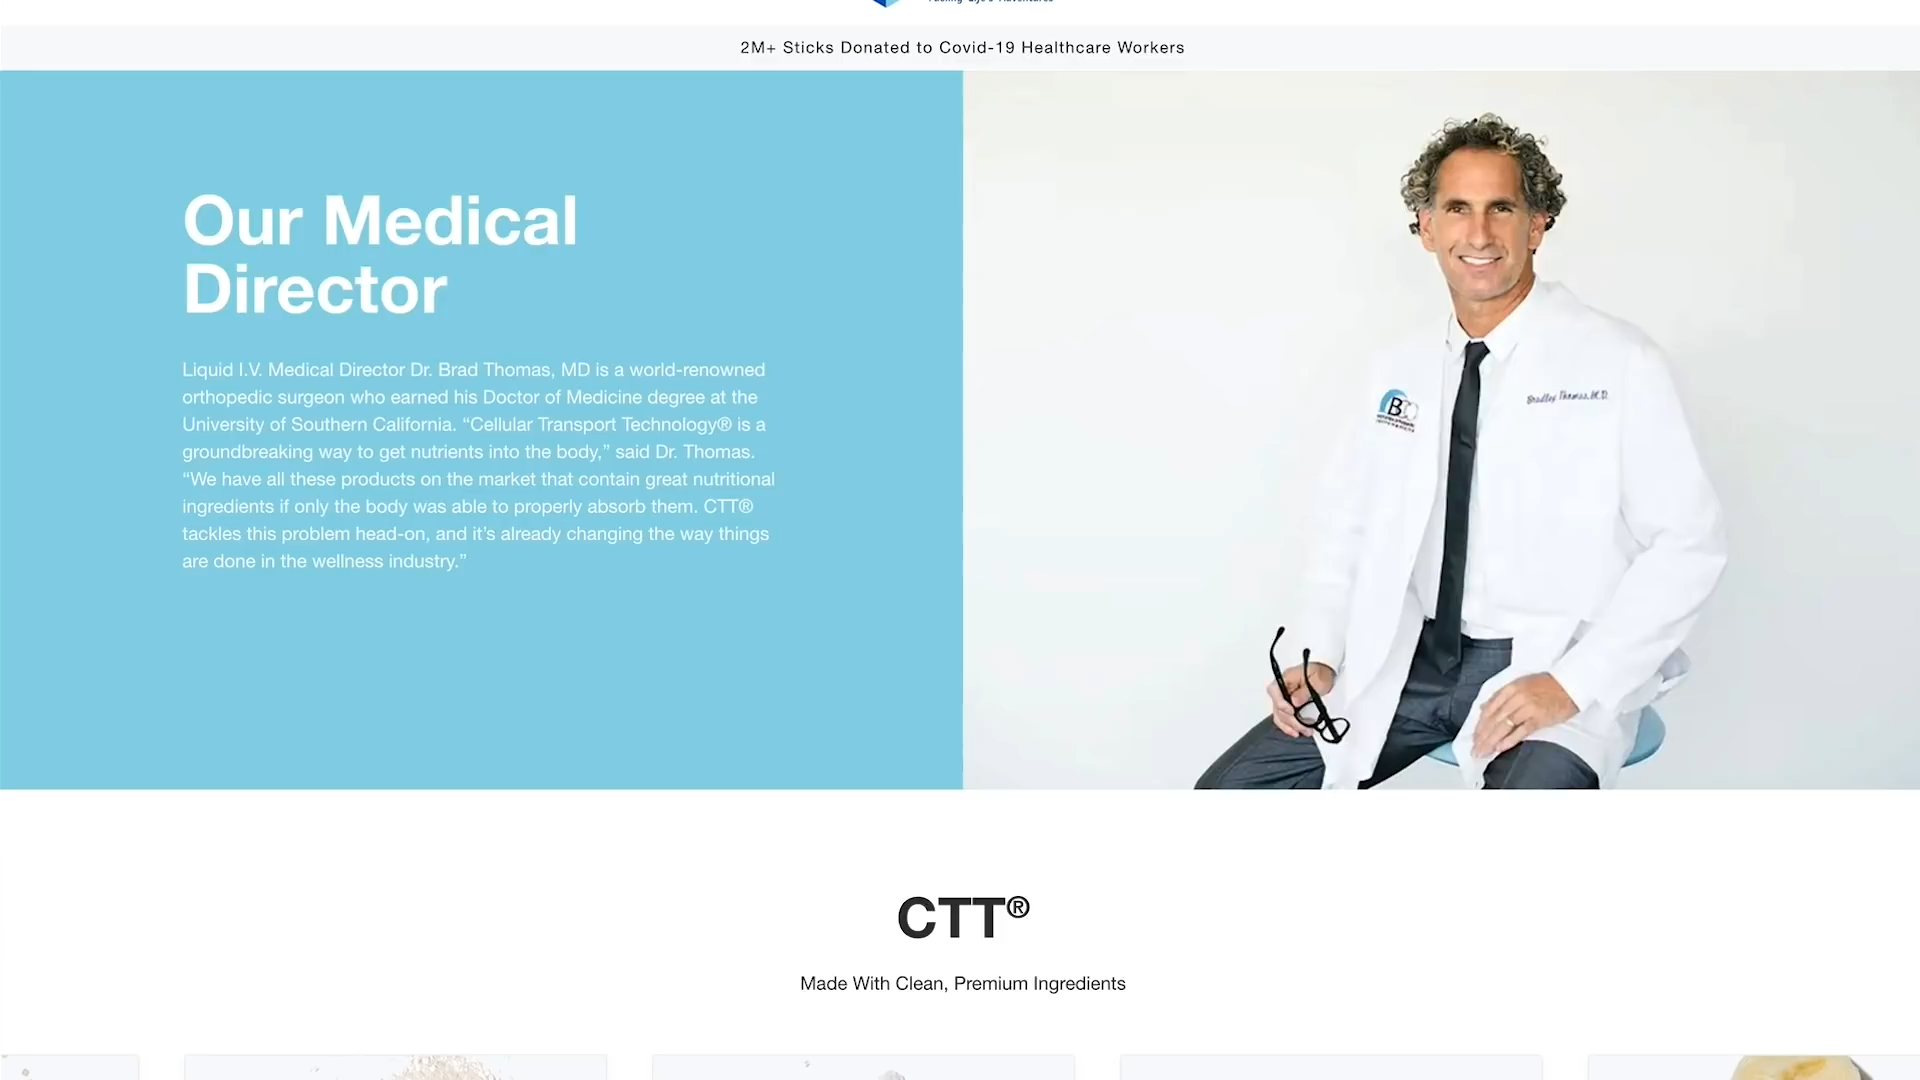 2M+ Sticks Donated to Covid-19 Healthcare Workers
Our Medical
Director
Liquid I.V. Medical Director Dr. Brad Thomas, MD is a world-renowned
orthopedic surgeon who earned his Doctor of Medicine degree at the
University of Southern California. “Cellular Transport Technology® is a
groundbreaking way to get nutrients into the body,” said Dr. Thomas.
“We have all these products on the market that contain great nutritional
ingredients if only the body was able to properly absorb them. CTT®
tackles this problem head-on, and it’s already changing the way things
are done in the wellness industry.”
Bradley Thomas, M.D.
CTT®
Made With Clean, Premium Ingredients